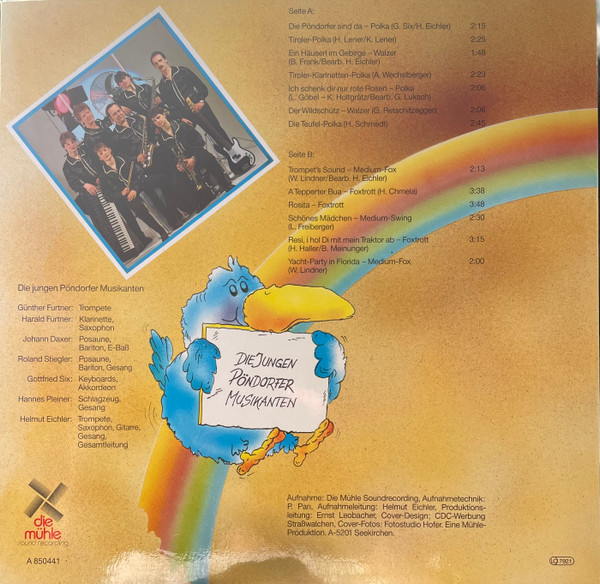 Seite A:
Die Pöndorfer sind da – Polka (G. Six/H. Eichler) 2:15
Tiroler-Polka (H. Lener/K. Lener) 2:25
Ein Häuserl im Gebirge – Walzer 1:48
(B. Frank/Bearb. H. Eichler)
Tiroler-Klarinetten-Polka (A. Wechselberger) 2:23
Ich schenk dir nur rote Rosen – Polka 2:06
(L. Göbel – K. Holtgrätz/Bearb. G. Luksch)
Der Wildschütz – Walzer (G. Retschitzegger) 2:06
Die Teufel-Polka (H. Schmedt) 2:45
Seite B:
Trompet's Sound – Medium-Fox 2:13
(W. Lindner/Bearb. H. Eichler)
A Tepperter Bua – Foxtrott (H. Chmela) 3:38
Rosita – Foxtrott 3:48
Schönes Mädchen – Medium-Swing 2:30
(L. Freiberger)
Resi, i hol Di mit mein Traktor ab – Foxtrott 3:15
(H. Haller/B. Meinunger)
Yacht-Party in Florida – Medium-Fox 2:00
(W. Lindner)
Die jungen Pöndorfer Musikanten
Günther Furtner: Trompete
Harald Furtner: Klarinette,
Saxophon
Johann Daxer: Posaune,
Bariton, E-Baß
Roland Stiegler: Posaune,
Bariton, Gesang
Gottfried Six: Keyboards,
Akkordeon
Hannes Pleiner: Schlagzeug,
Gesang
Helmut Eichler: Trompete,
Saxophon, Gitarre,
Gesang,
Gesamtleitung
DIE JUNGEN
PÖNDORFER
MUSIKANTEN
die
mühle
sound recording
A 850441
Aufnahme: Die Mühle Soundrecording, Aufnahmetechnik:
P. Pan, Aufnahmeleitung: Helmut Eichler, Produktions-
leitung: Ernst Leobacher, Cover-Design: CDC-Werbung
Straßwalchen, Cover-Fotos: Fotostudio Hofer. Eine Mühle-
Produktion. A-5201 Seekirchen.
LC 7921